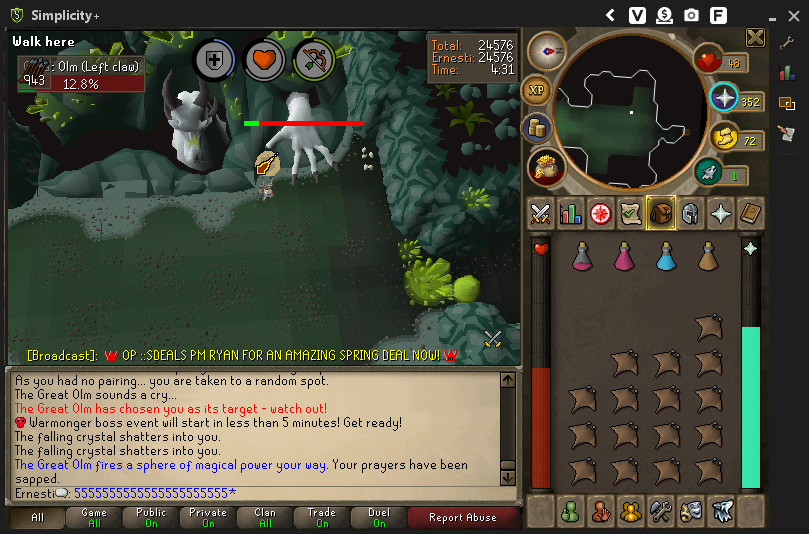 Simplicity+
Walk here
: Olm (Left claw)
943
12.8%
Total: 24576
Ernesti: 24576
Time: 4:31
XP
48
352
72
1
[Broadcast]: OP ::SDEALS PM RYAN FOR AN AMAZING SPRING DEAL NOW!
As you had no pairing... you are taken to a random spot.
The Great Olm sounds a cry...
The Great Olm has chosen you as its target - watch out!
Warmonger boss event will start in less than 5 minutes! Get ready!
The falling crystal shatters into you.
The falling crystal shatters into you.
The Great Olm fires a sphere of magical power your way. Your prayers have been
sapped.
Ernesti: 5555555555555555555555*
All
Game
All
Public
On
Private
On
Clan
All
Trade
On
Duel
On
Report Abuse